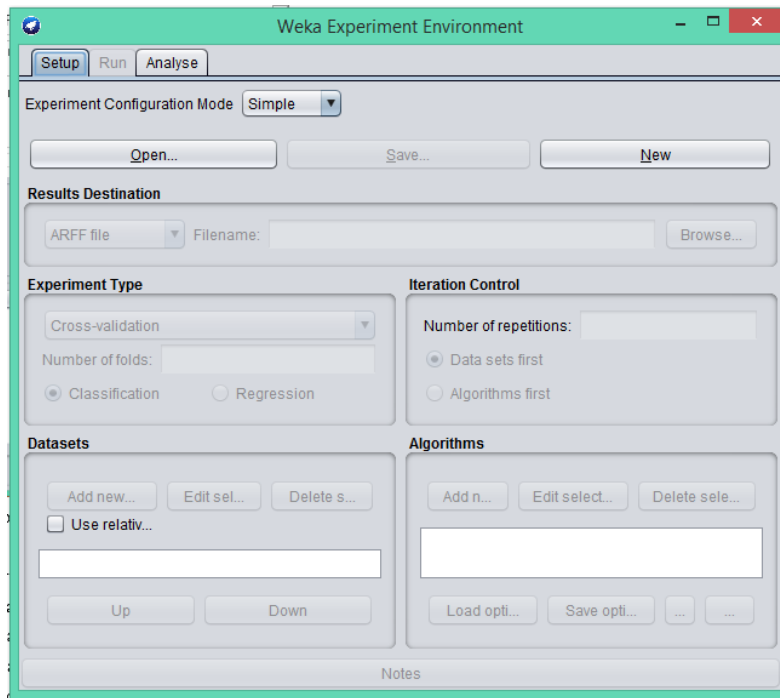 Weka Experiment Environment
Setup Run Analyse
Experiment Configuration Mode Simple
Open... Save... New
Results Destination
ARFF file Filename: Browse...
Experiment Type Iteration Control
Cross-validation Number of repetitions:
Number of folds: Data sets first
Classification Regression Algorithms first
Datasets Algorithms
Add new... Edit sel... Delete s... Add n... Edit select... Delete sele...
Use relativ...
Up Down Load opti... Save opti... ... ...
Notes